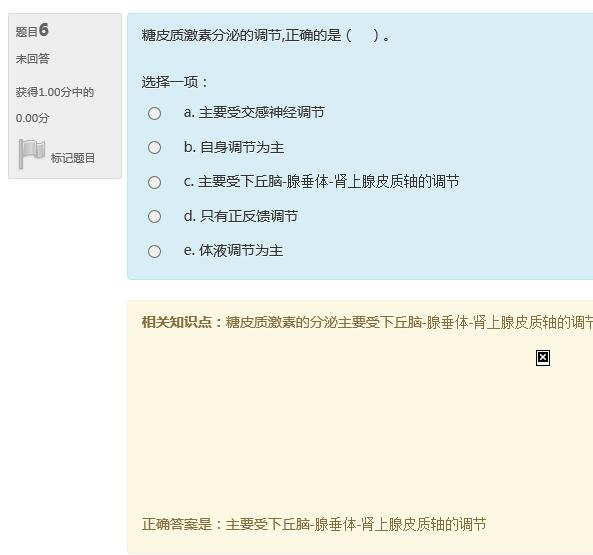 题目6
未回答
获得1.00分中的
0.00分
标记题目
糖皮质激素分泌的调节,正确的是（ ）。
选择一项：
a. 主要受交感神经调节
b. 自身调节为主
c. 主要受下丘脑-腺垂体-肾上腺皮质轴的调节
d. 只有正反馈调节
e. 体液调节为主
相关知识点：糖皮质激素的分泌主要受下丘脑-腺垂体-肾上腺皮质轴的调节
正确答案是：主要受下丘脑-腺垂体-肾上腺皮质轴的调节